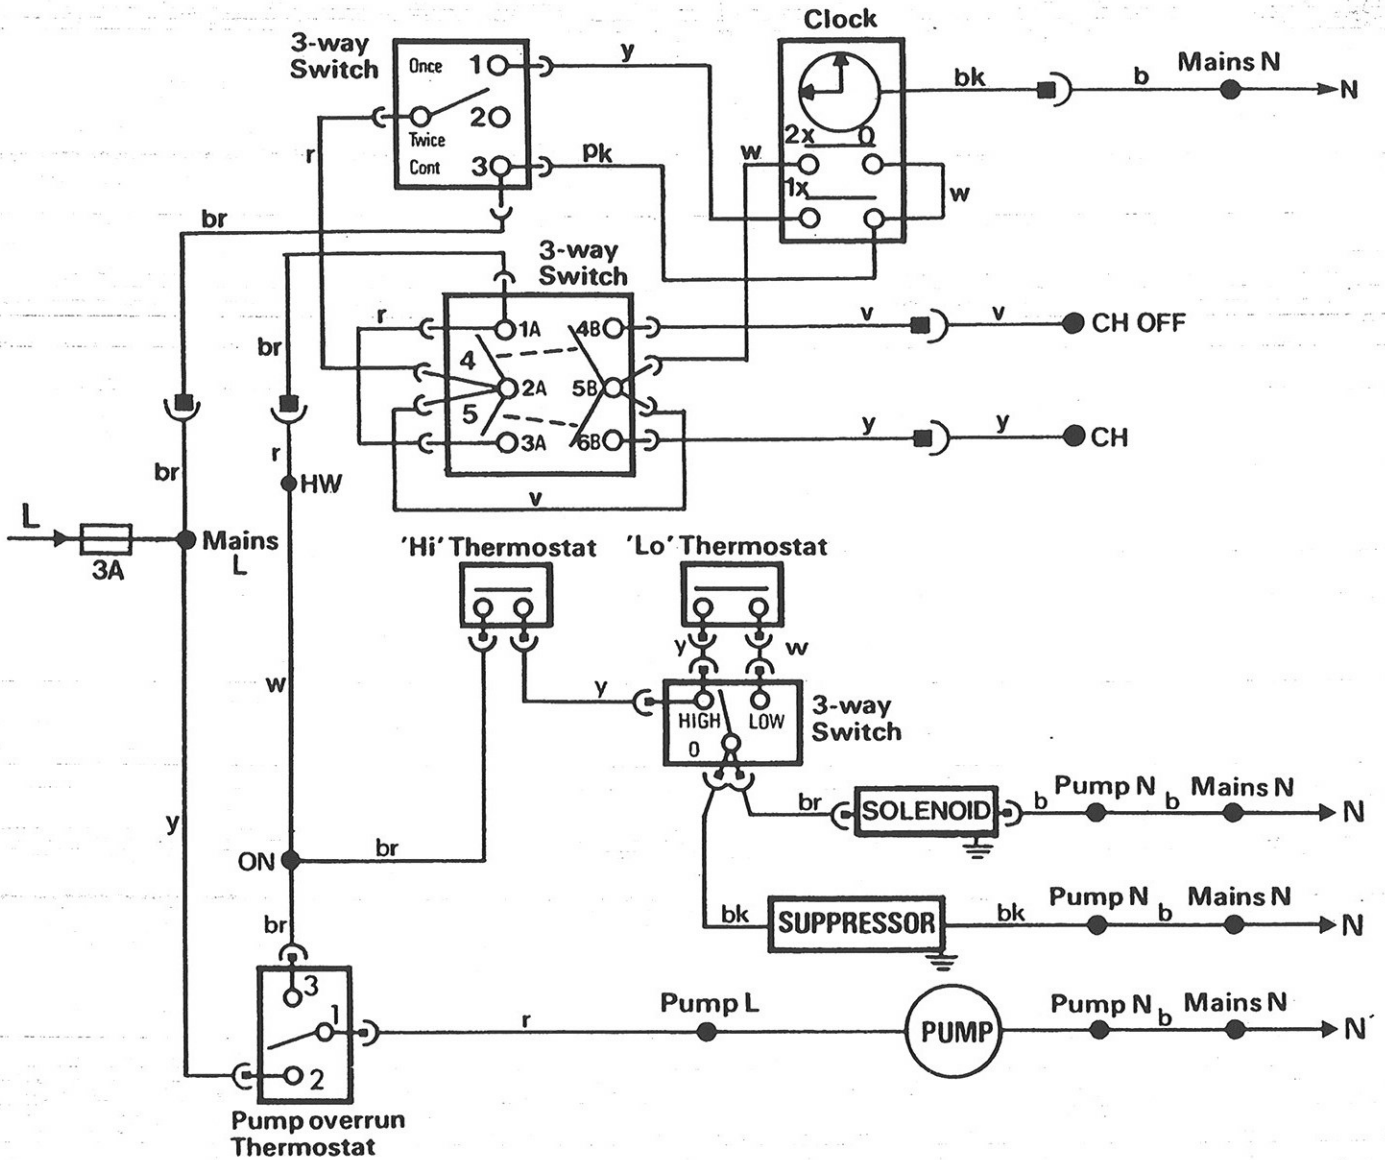 Clock
3-way
Switch
Once 1
2
Twice
Cont 3
y
bk
b
Mains N
N
2x 0
1x
w
w
r
pk
br
3-way
Switch
r
1A
4B
v
v
CH OFF
br
4
2A
5B
5
3A
6B
y
y
CH
br
r
HW
v
L
3A
Mains
L
'Hi' Thermostat
'Lo' Thermostat
y
w
w
y
HIGH
LOW
0
3-way
Switch
y
br
SOLENOID
b
Pump N
b
Mains N
N
ON
br
br
bk
SUPPRESSOR
bk
Pump N
b
Mains N
N
3
1
2
r
Pump L
PUMP
Pump N
b
Mains N
N
Pump overrun
Thermostat